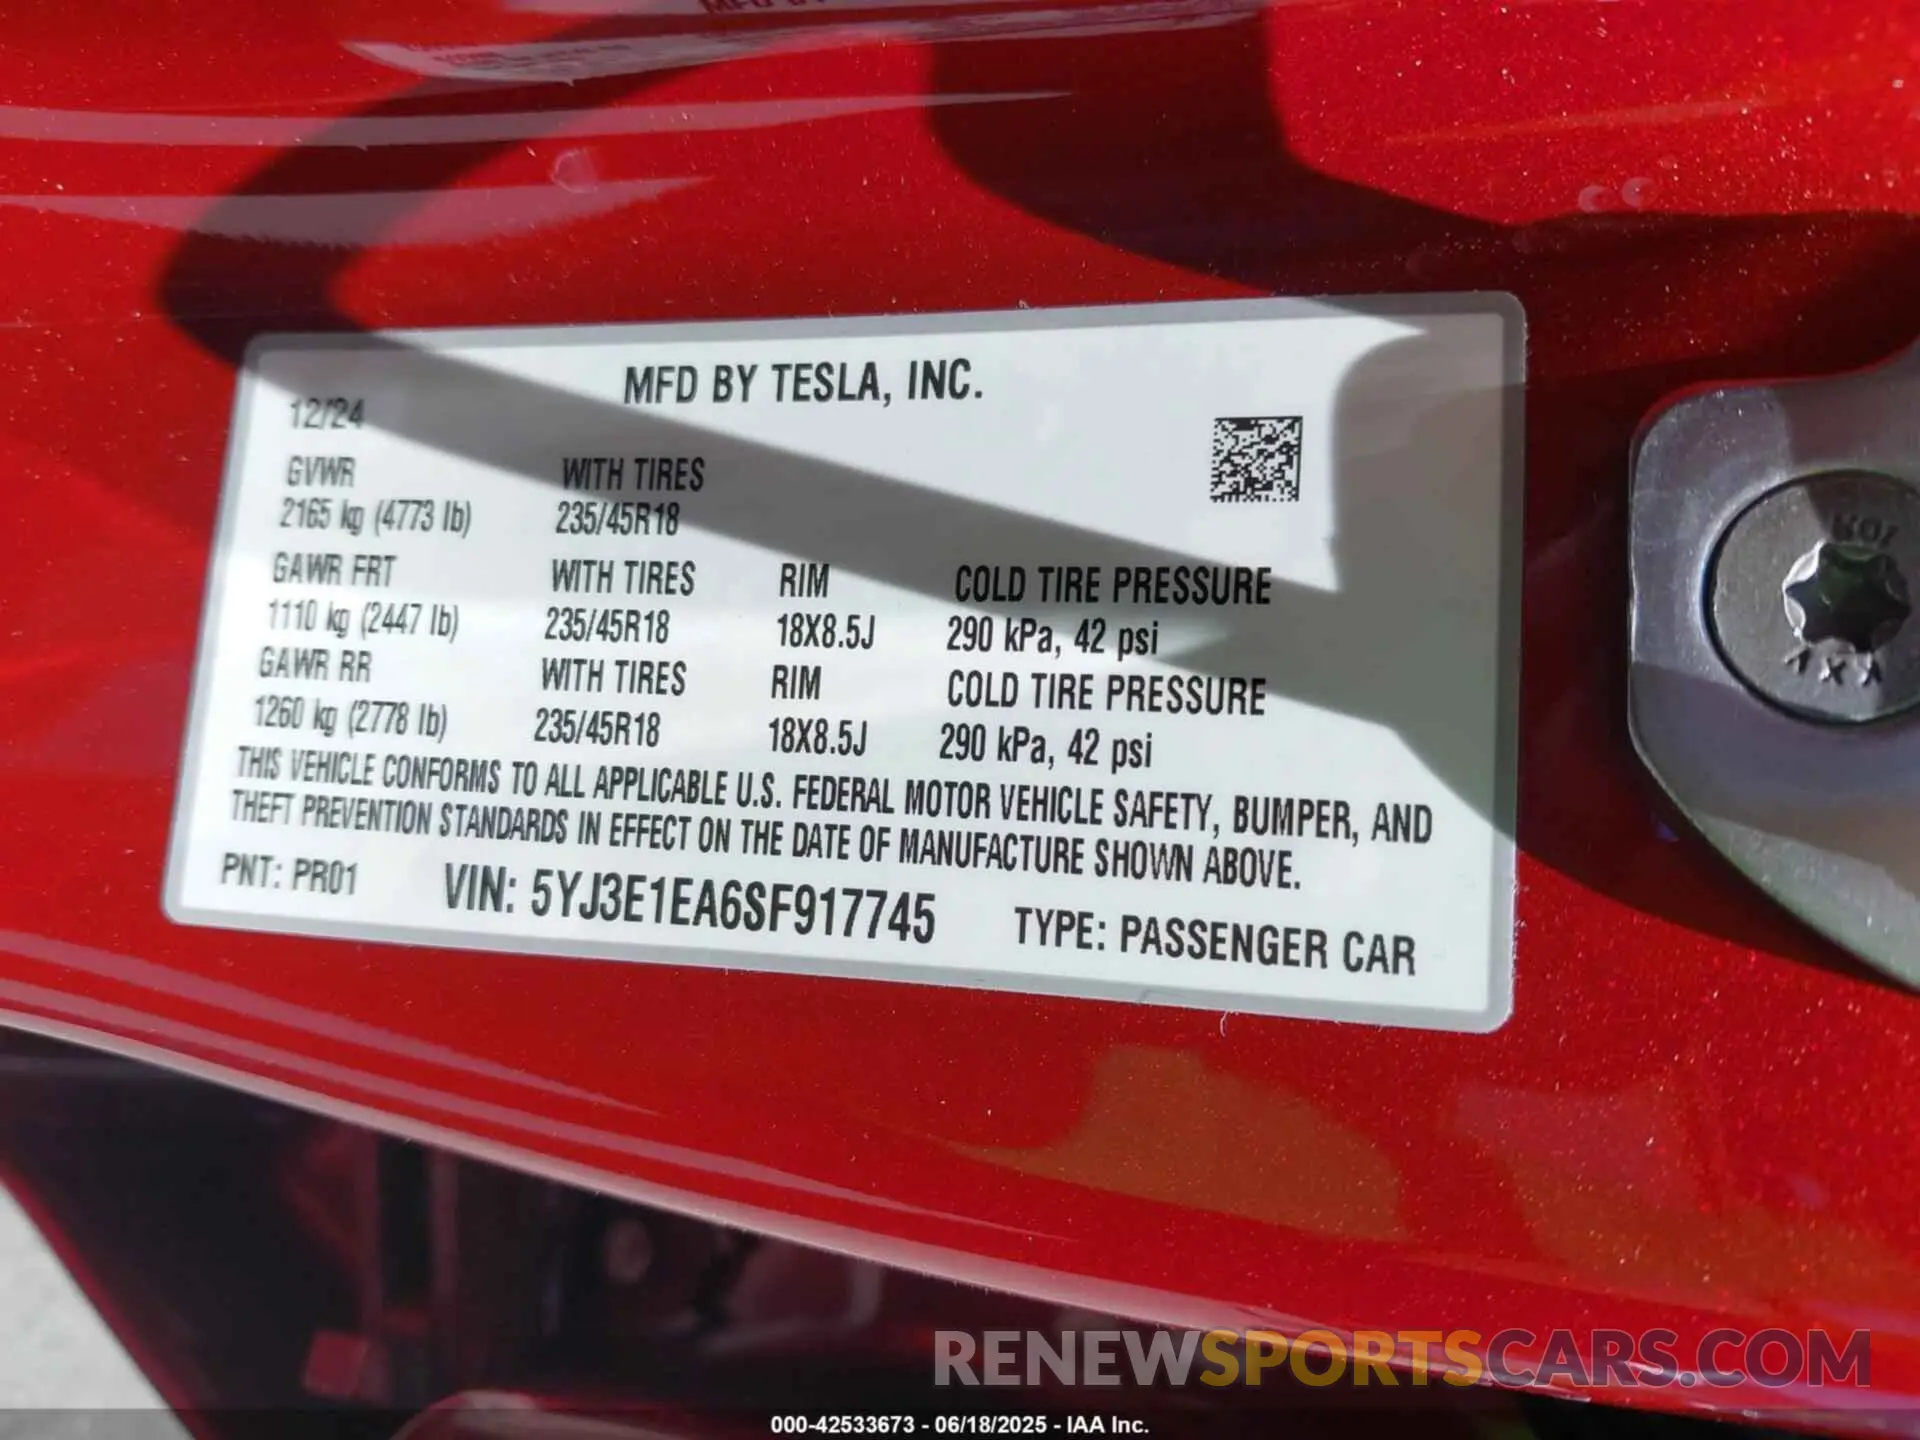 MFD BY TESLA, INC.
12/24
GVWR WITH TIRES
2165 kg (4773 lb) 235/45R18
GAWR FRT WITH TIRES RIM COLD TIRE PRESSURE
1110 kg (2447 lb) 235/45R18 18X8.5J 290 kPa, 42 psi
GAWR RR WITH TIRES RIM COLD TIRE PRESSURE
1260 kg (2778 lb) 235/45R18 18X8.5J 290 kPa, 42 psi
THIS VEHICLE CONFORMS TO ALL APPLICABLE U.S. FEDERAL MOTOR VEHICLE SAFETY, BUMPER, AND
THEFT PREVENTION STANDARDS IN EFFECT ON THE DATE OF MANUFACTURE SHOWN ABOVE.
PNT: PR01 VIN: 5YJ3E1EA6SF917745 TYPE: PASSENGER CAR
RENEWSPORTSCARS.COM
000-42533673 - 06/18/2025 - IAA Inc.